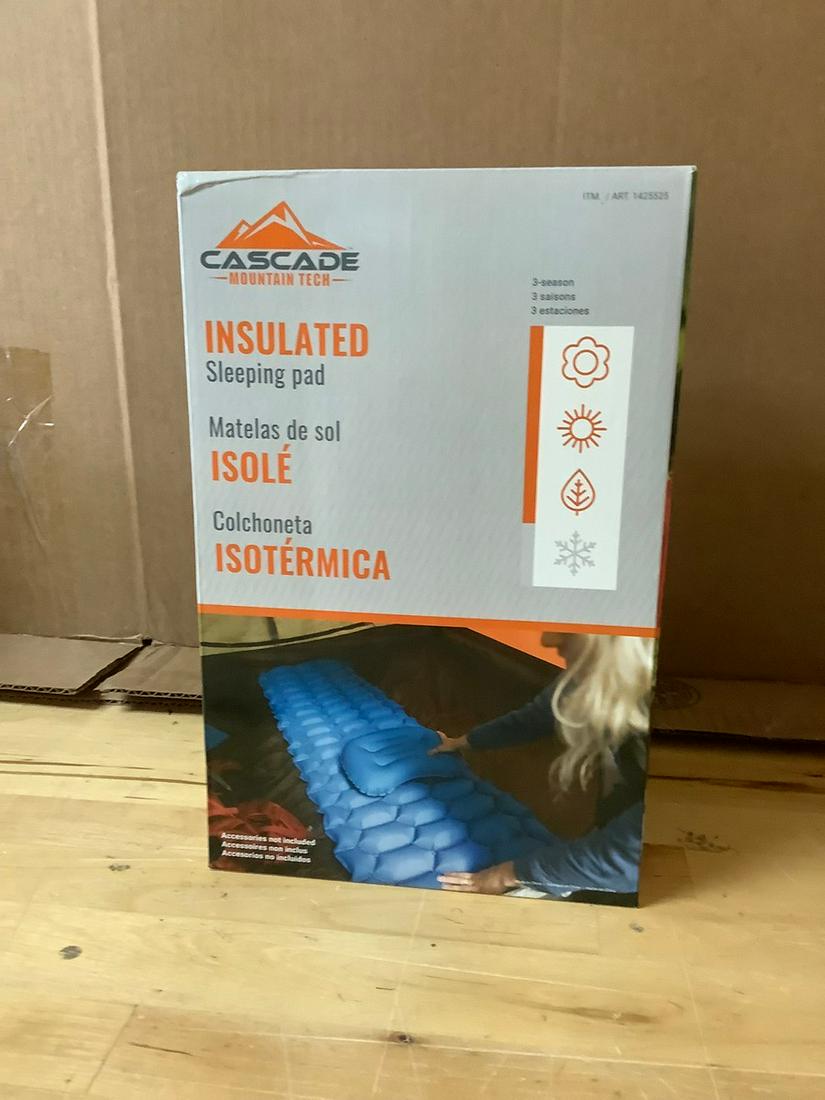 ITM. / ART. 1425525
CASCADE
MOUNTAIN TECH
3-season
3 saisons
3 estaciones
INSULATED
Sleeping pad
Matelas de sol
ISOLÉ
Colchoneta
ISOTÉRMICA
Accessories not included
Accessoires non inclus
Accesorios no incluidos